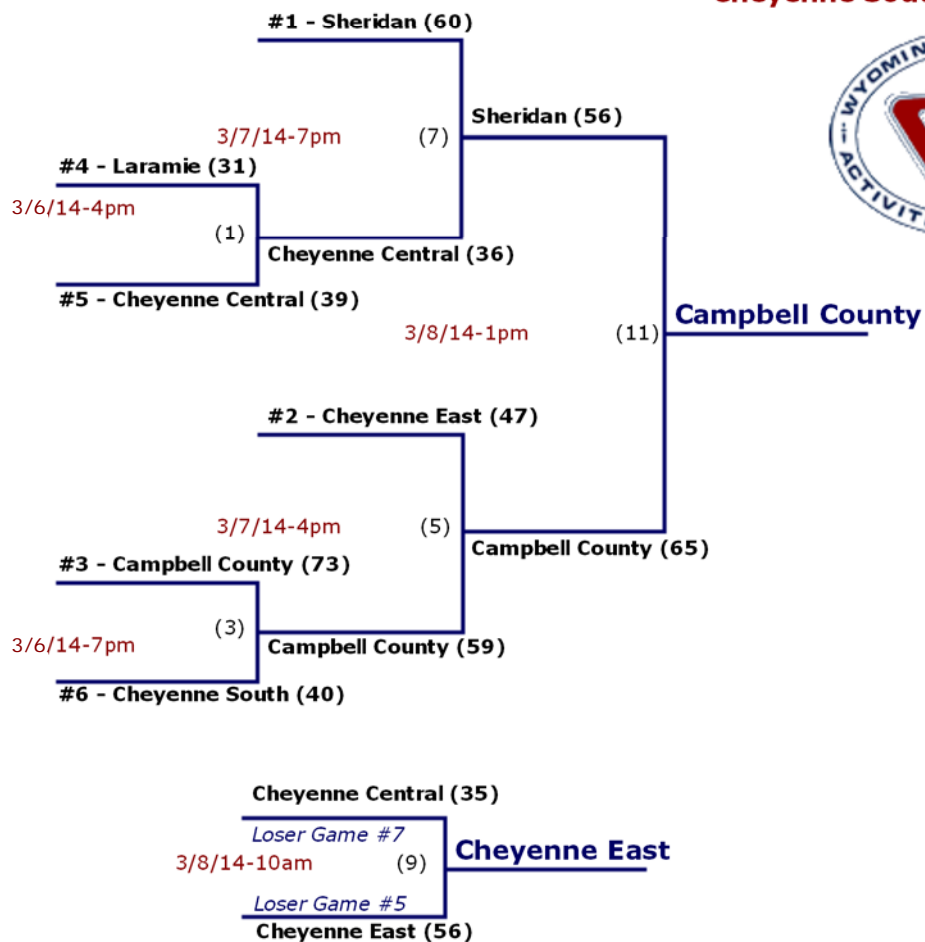 #1 - Sheridan (60)
3/7/14-7pm
(7)
Sheridan (56)
#4 - Laramie (31)
3/6/14-4pm
(1)
Cheyenne Central (36)
#5 - Cheyenne Central (39)
3/8/14-1pm
(11)
Campbell County
#2 - Cheyenne East (47)
3/7/14-4pm
(5)
Campbell County (65)
#3 - Campbell County (73)
3/6/14-7pm
(3)
Campbell County (59)
#6 - Cheyenne South (40)
Cheyenne Central (35)
Loser Game #7
3/8/14-10am
(9)
Cheyenne East
Loser Game #5
Cheyenne East (56)